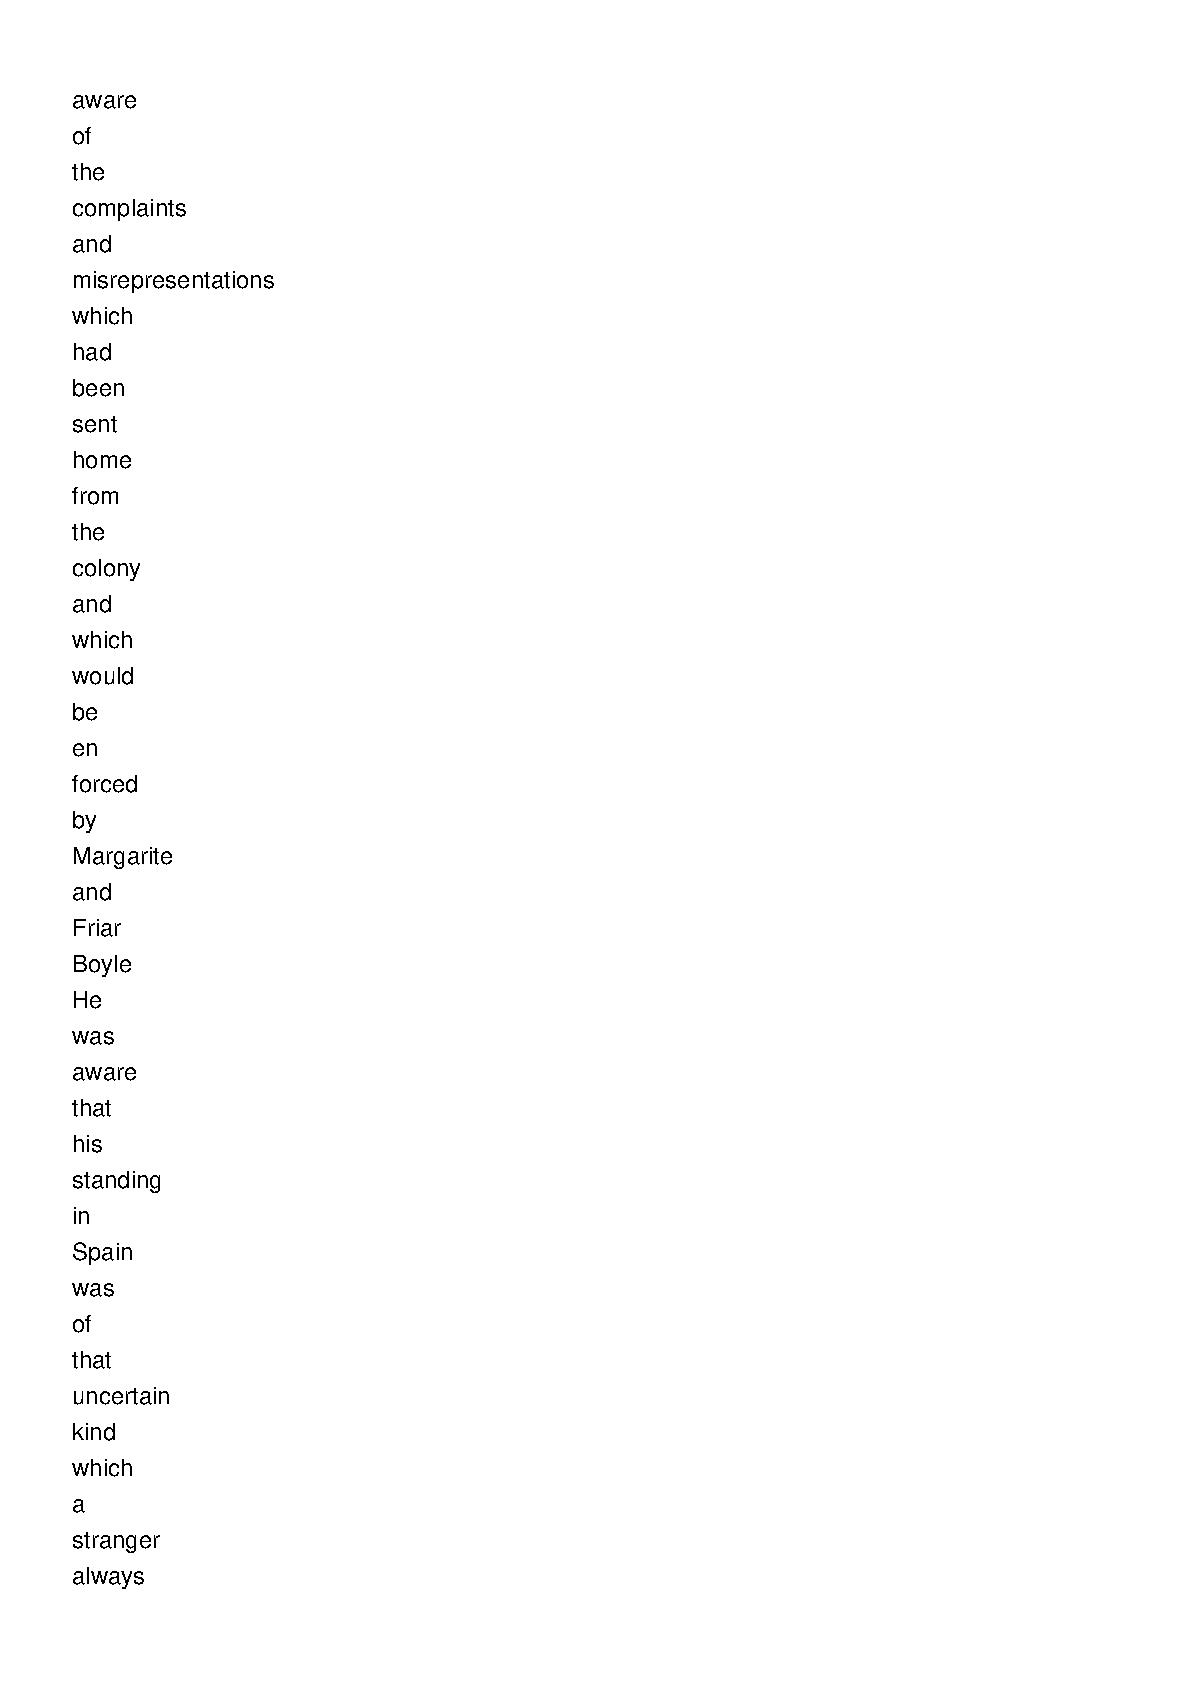 aware
of
the
complaints
and
misrepresentations
which
had
been
sent
home
from
the
colony
and
which
would
be
en
forced
by
Margarite
and
Friar
Boyle
He
was
aware
that
his
standing
in
Spain
was
of
that
uncertain
kind
which
a
stranger
always